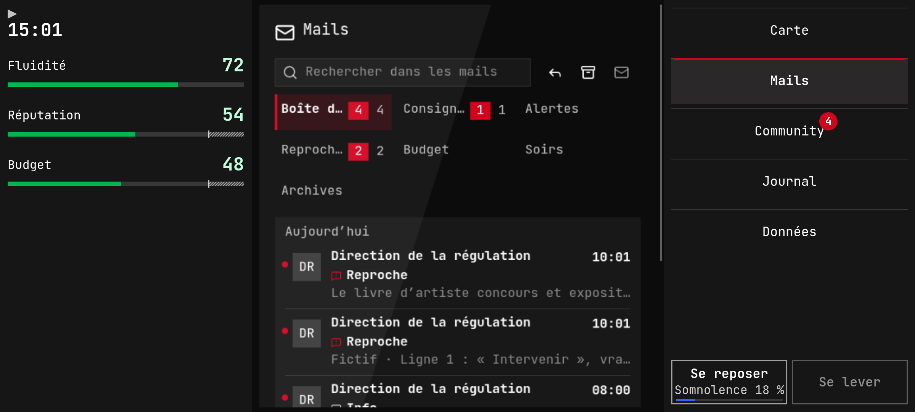 15:01
Fluidité 72
Réputation 54
Budget 48
Mails
Rechercher dans les mails
Boîte d… 4 4 Consign… 1 1 Alertes
Reproch… 2 2 Budget Soirs
Archives
Aujourd’hui
DR Direction de la régulation 10:01
Reproche
Le livre d’artiste concours et exposit…
DR Direction de la régulation 10:01
Reproche
Fictif · Ligne 1 : « Intervenir », vra…
DR Direction de la régulation 08:00
Info
Carte
Mails
Community 4
Journal
Données
Se reposer
Somnolence 18 %
Se lever